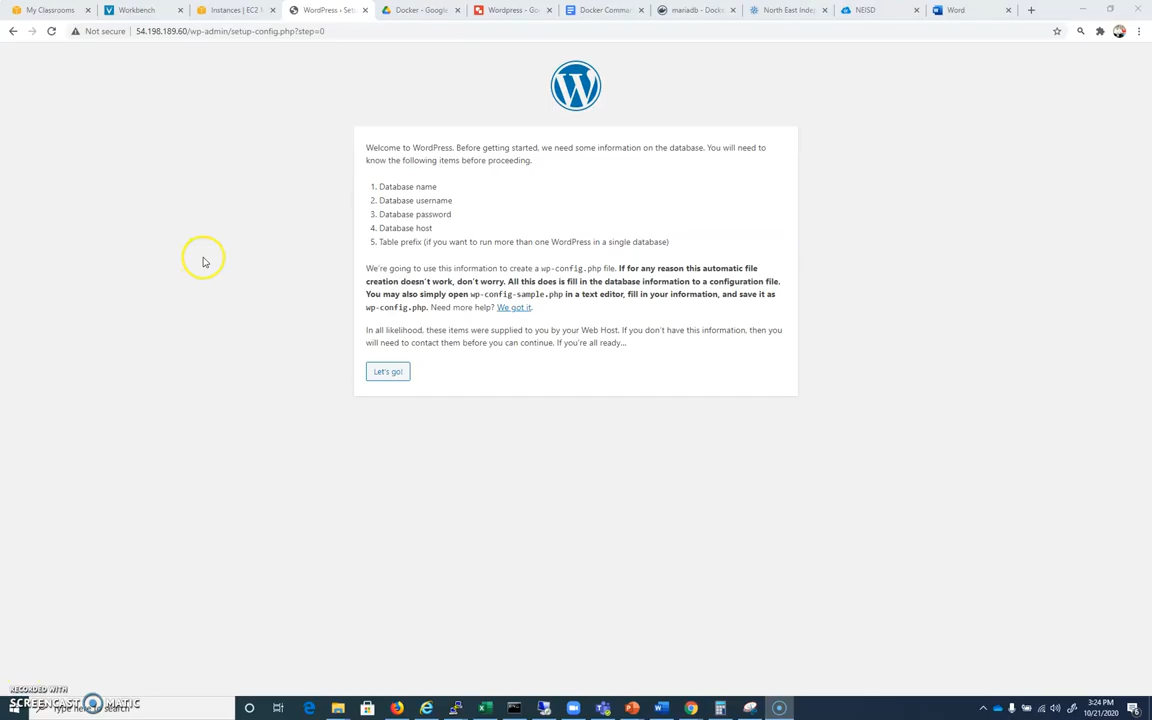 My Classrooms
Workbench
Instances | EC2
WordPress › Set
Docker - Google
Wordpress - Go
Docker Comma
mariadb - Docke
North East Inde
NEISD
Word
Not secure
54.198.189.60/wp-admin/setup-config.php?step=0
W
Welcome to WordPress. Before getting started, we need some information on the database. You will need to
know the following items before proceeding.
1. Database name
2. Database username
3. Database password
4. Database host
5. Table prefix (if you want to run more than one WordPress in a single database)
We're going to use this information to create a wp-config.php file. If for any reason this automatic file
creation doesn't work, don't worry. All this does is fill in the database information to a configuration file.
You may also simply open wp-config-sample.php in a text editor, fill in your information, and save it as
wp-config.php. Need more help? We got it.
In all likelihood, these items were supplied to you by your Web Host. If you don't have this information, then you
will need to contact them before you can continue. If you're all ready...
Let's go!
RECORDED WITH
SCREENCAST MATIC
Type here to search
3:24 PM
10/21/2020